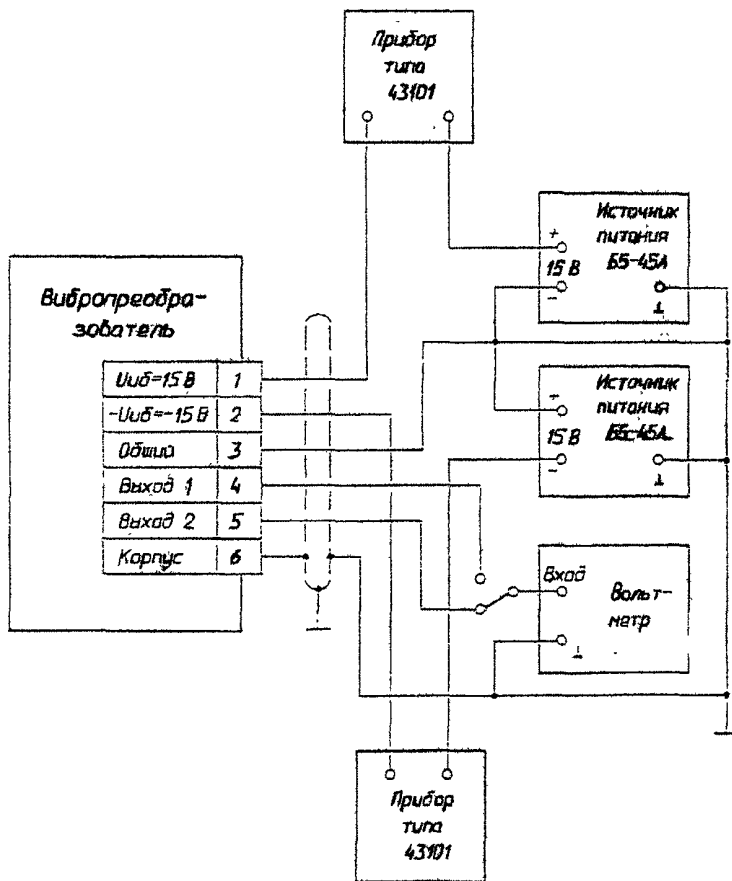 Прибор
типа
43101
Источник
питания
Б5-45А
+
15 В
-
⊥
Вибропреобра-
зователь
Uиб=15 В 1
-Uиб=-15 В 2
Общий 3
Выход 1 4
Выход 2 5
Корпус 6
Источник
питания
Б5-45А
+
15 В
-
⊥
Вход
Вольт-
метр
⊥
Прибор
типа
43101